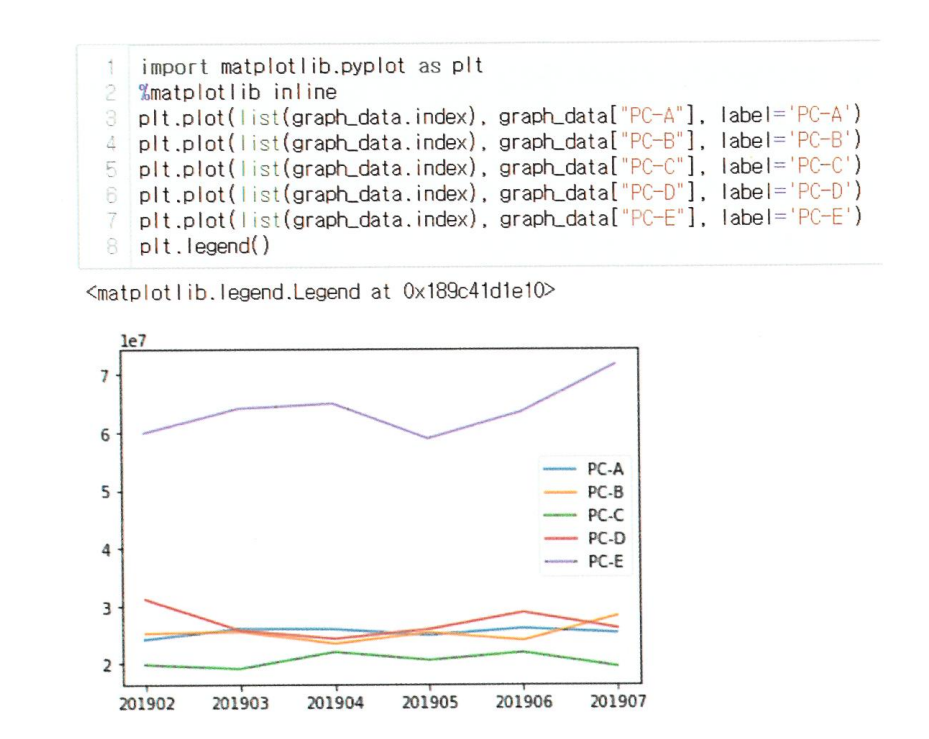 1 import matplotlib.pyplot as plt
2 %matplotlib inline
3 plt.plot(list(graph_data.index), graph_data["PC-A"], label='PC-A')
4 plt.plot(list(graph_data.index), graph_data["PC-B"], label='PC-B')
5 plt.plot(list(graph_data.index), graph_data["PC-C"], label='PC-C')
6 plt.plot(list(graph_data.index), graph_data["PC-D"], label='PC-D')
7 plt.plot(list(graph_data.index), graph_data["PC-E"], label='PC-E')
8 plt.legend()
<matplotlib.legend.Legend at 0x189c41d1e10>
1e7
7
6
5
4
3
2
PC-A
PC-B
PC-C
PC-D
PC-E
201902 201903 201904 201905 201906 201907